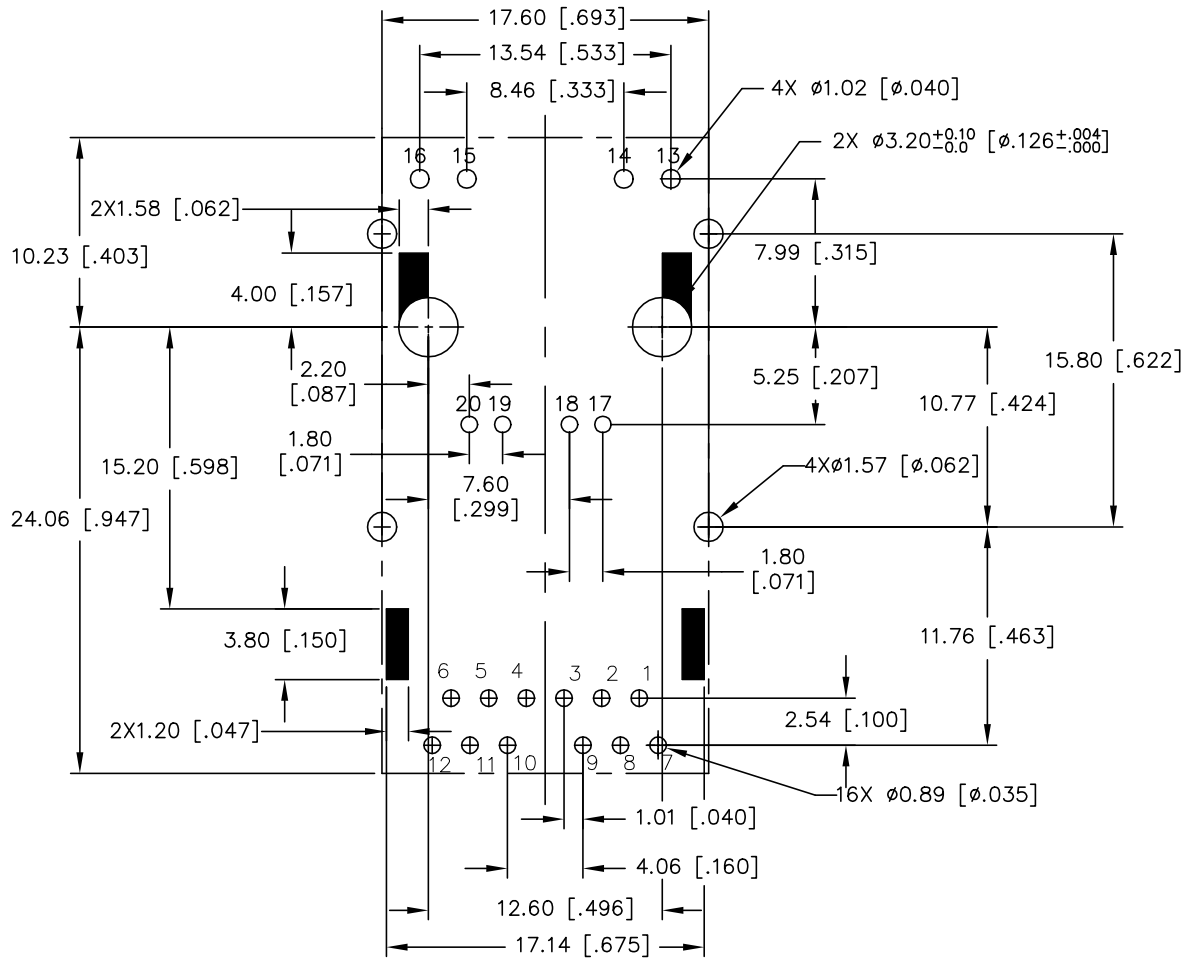 17.60 [.693]
13.54 [.533]
8.46 [.333]
4X ø1.02 [ø.040]
2X ø3.20+0.10-0.0 [ø.126+.004-.000]
16 15 14 13
2X1.58 [.062]
10.23 [.403]
7.99 [.315]
4.00 [.157]
15.80 [.622]
2.20
[.087]
5.25 [.207]
10.77 [.424]
20 19 18 17
1.80
[.071]
15.20 [.598]
4Xø1.57 [ø.062]
7.60
[.299]
24.06 [.947]
1.80
[.071]
3.80 [.150]
11.76 [.463]
6 5 4 3 2 1
2.54 [.100]
2X1.20 [.047]
12 11 10 9 8 7
16X ø0.89 [ø.035]
1.01 [.040]
4.06 [.160]
12.60 [.496]
17.14 [.675]